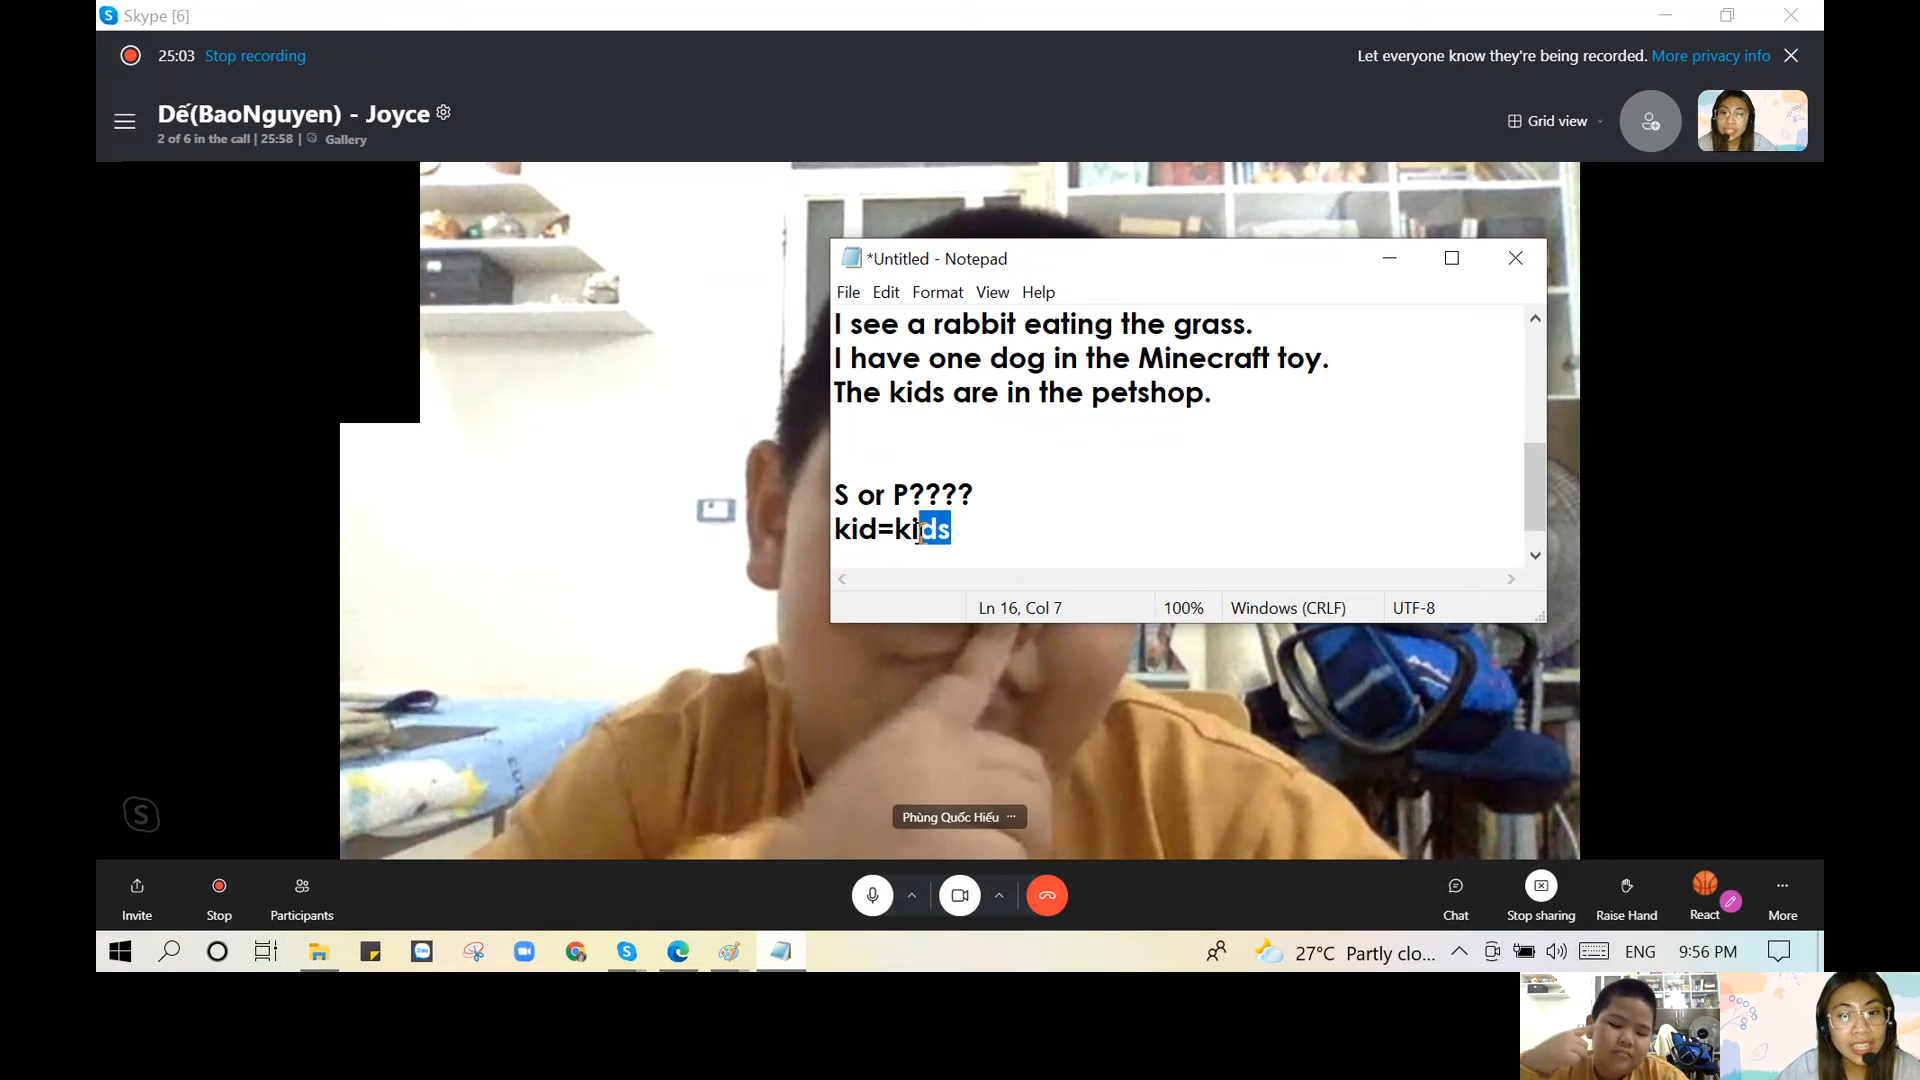 Skype [6]
25:03 Stop recording
Let everyone know they're being recorded. More privacy info
Dế(BaoNguyen) - Joyce
2 of 6 in the call | 25:58 | Gallery
Grid view
*Untitled - Notepad
File Edit Format View Help
I see a rabbit eating the grass.
I have one dog in the Minecraft toy.
The kids are in the petshop.
S or P????
kid=kids
Ln 16, Col 7 100% Windows (CRLF) UTF-8
Phùng Quốc Hiếu ...
Invite Stop Participants
Chat Stop sharing Raise Hand React More
Zalo
27°C Partly clo... ENG 9:56 PM